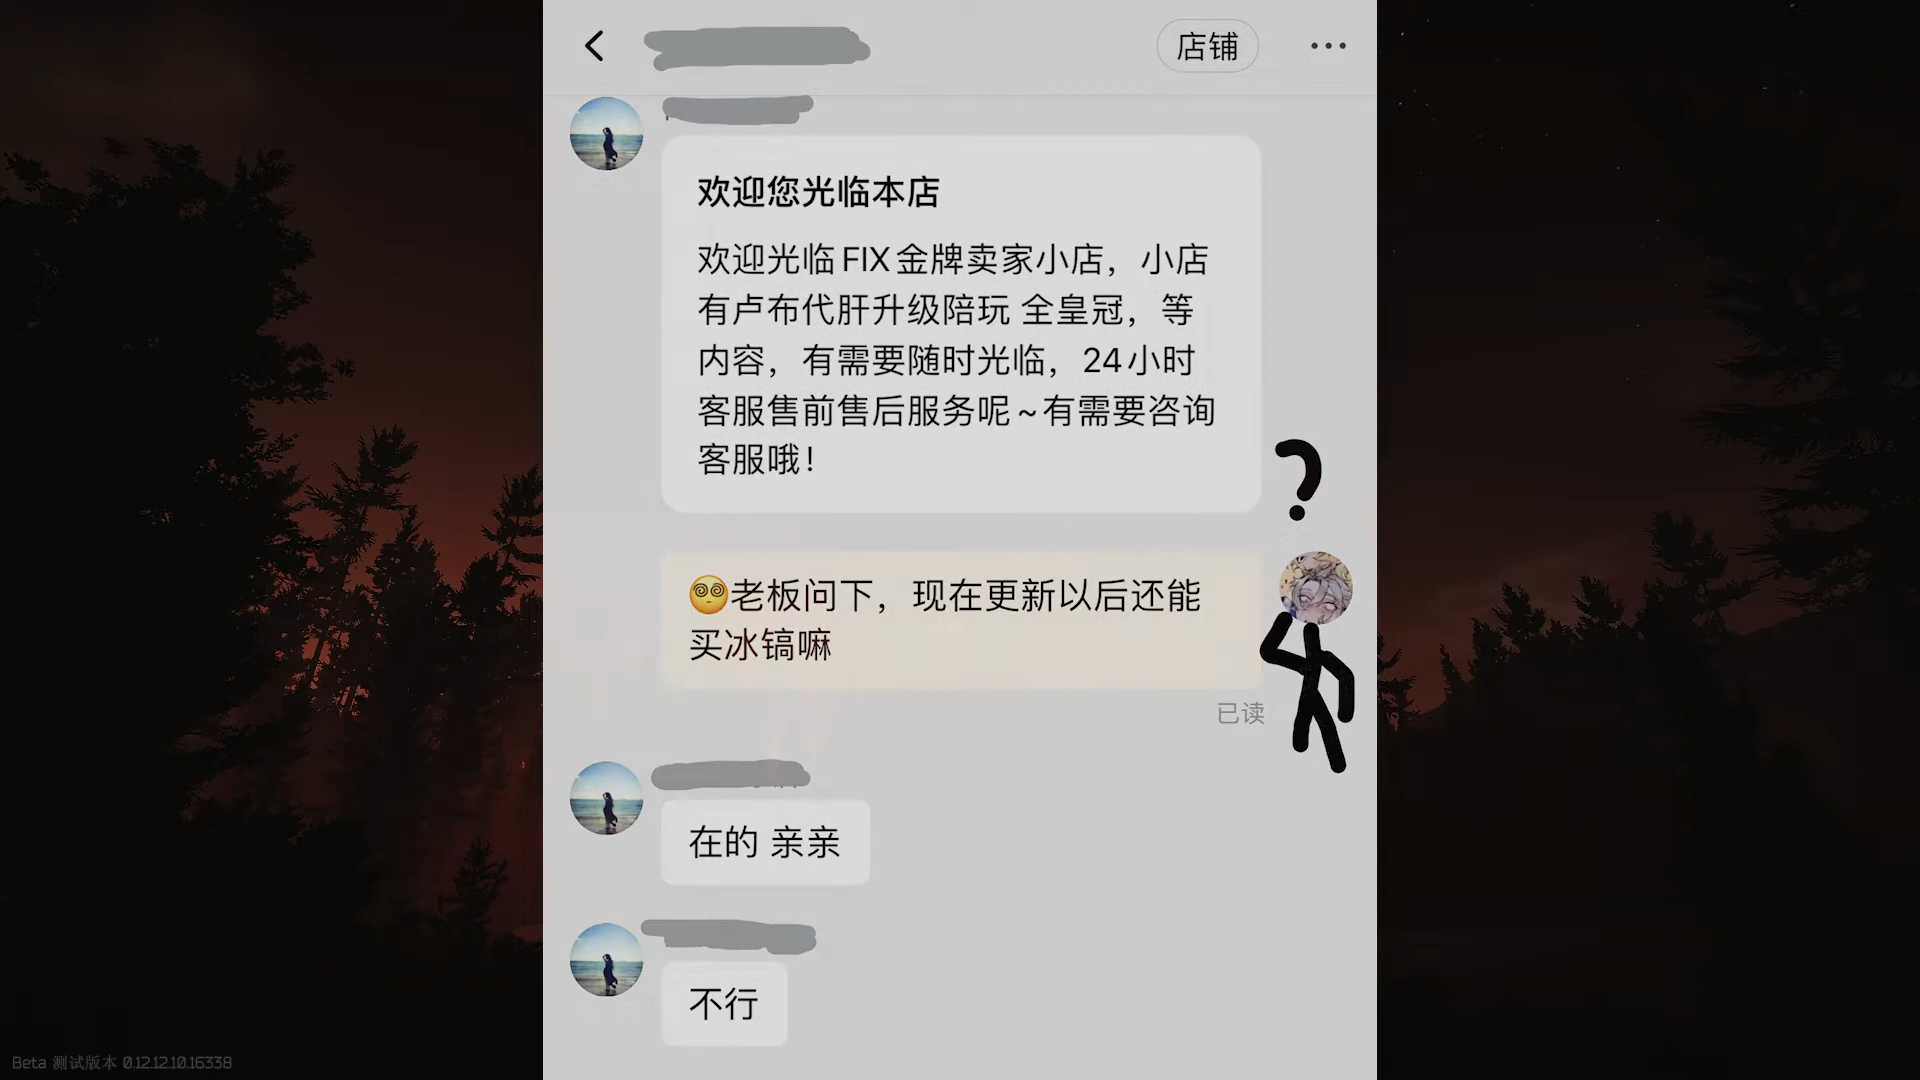 店铺
欢迎您光临本店
欢迎光临FIX金牌卖家小店，小店
有卢布代肝升级陪玩 全皇冠，等
内容，有需要随时光临，24小时
客服售前售后服务呢~有需要咨询
客服哦！
?
老板问下，现在更新以后还能
买冰镐嘛
已读
在的 亲亲
不行
Beta 测试版本 0.12.12.10.16338